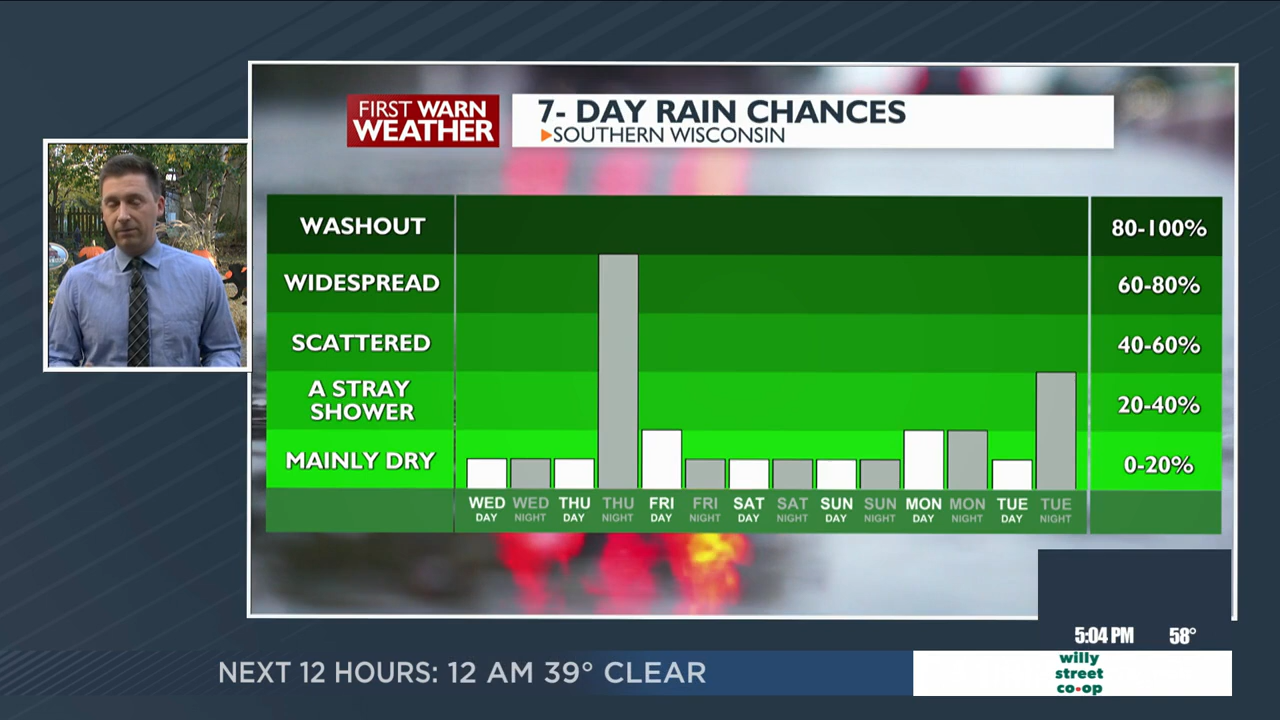 FIRST WARN
WEATHER
7- DAY RAIN CHANCES
SOUTHERN WISCONSIN
WASHOUT
80-100%
WIDESPREAD
60-80%
SCATTERED
40-60%
A STRAY
SHOWER
20-40%
MAINLY DRY
0-20%
WED WED THU THU FRI FRI SAT SAT SUN SUN MON MON TUE TUE
DAY NIGHT DAY NIGHT DAY NIGHT DAY NIGHT DAY NIGHT DAY NIGHT DAY NIGHT
5:04 PM 58°
NEXT 12 HOURS: 12 AM 39° CLEAR
willy
street
co-op